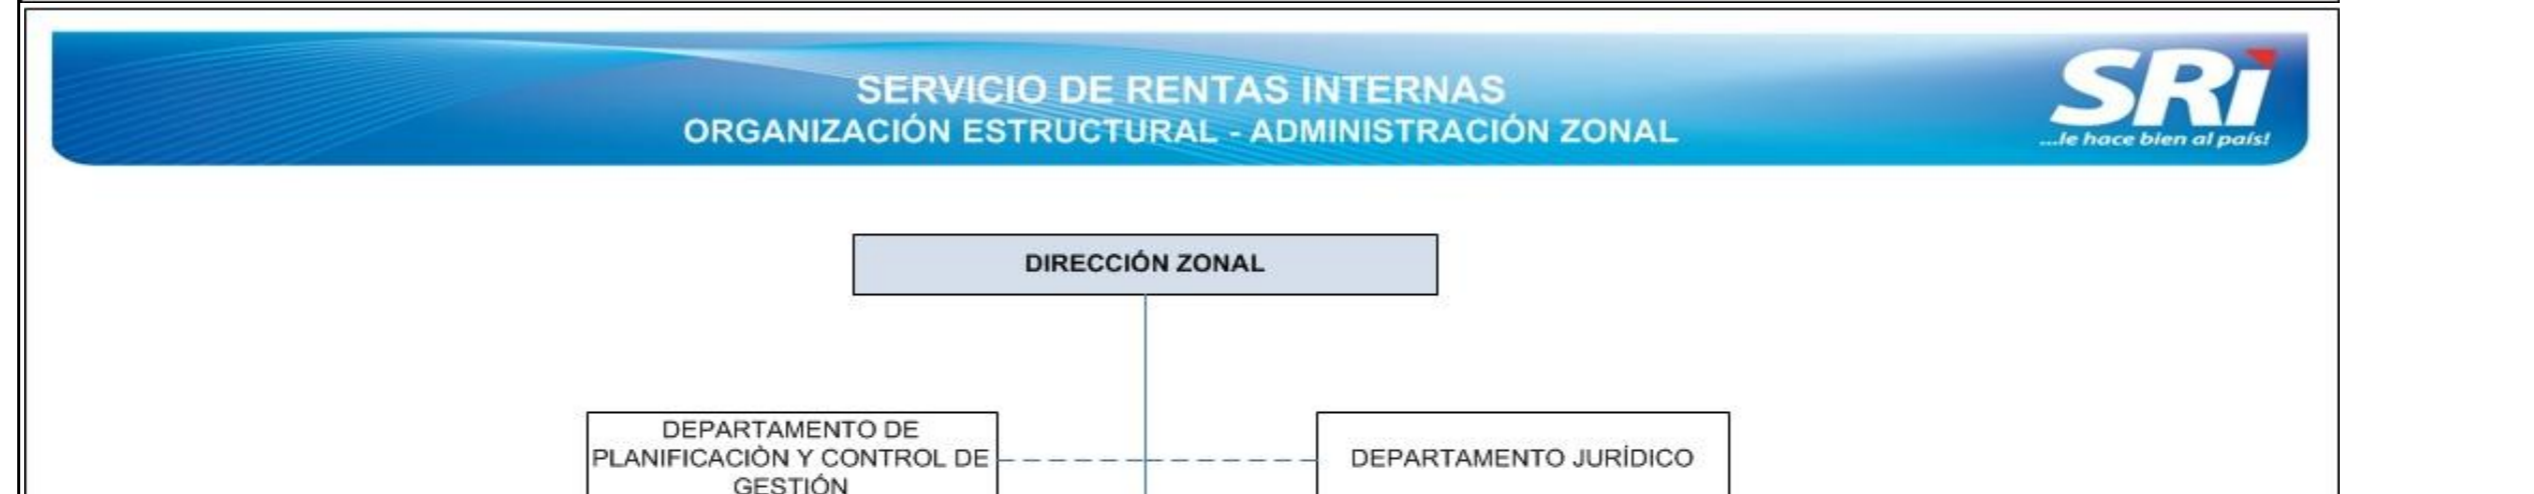 SERVICIO DE RENTAS INTERNAS
ORGANIZACIÓN ESTRUCTURAL - ADMINISTRACIÓN ZONAL
SRi
...le hace bien al país!
DIRECCIÓN ZONAL
DEPARTAMENTO DE
PLANIFICACIÒN Y CONTROL DE
GESTIÓN
DEPARTAMENTO JURÍDICO